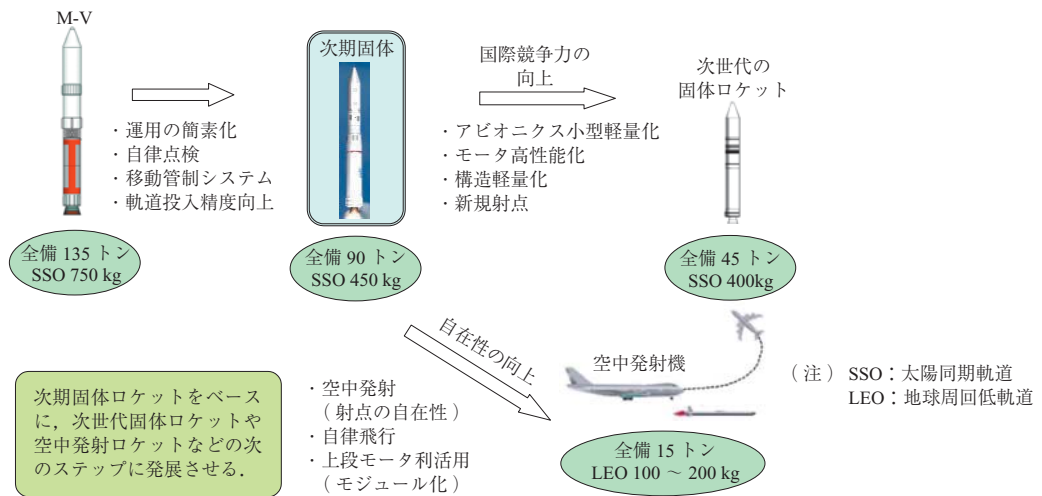 M-V
・運用の簡素化
・自律点検
・移動管制システム
・軌道投入精度向上
全備 135 トン
SSO 750 kg
次期固体
全備 90 トン
SSO 450 kg
国際競争力の
向上
・アビオニクス小型軽量化
・モータ高性能化
・構造軽量化
・新規射点
次世代の
固体ロケット
全備 45 トン
SSO 400kg
自在性の向上
・空中発射
（射点の自在性）
・自律飛行
・上段モータ利活用
（モジュール化）
空中発射機
全備 15 トン
LEO 100 ～ 200 kg
（注） SSO：太陽同期軌道
LEO：地球周回低軌道
次期固体ロケットをベース
に，次世代固体ロケットや
空中発射ロケットなどの次
のステップに発展させる．